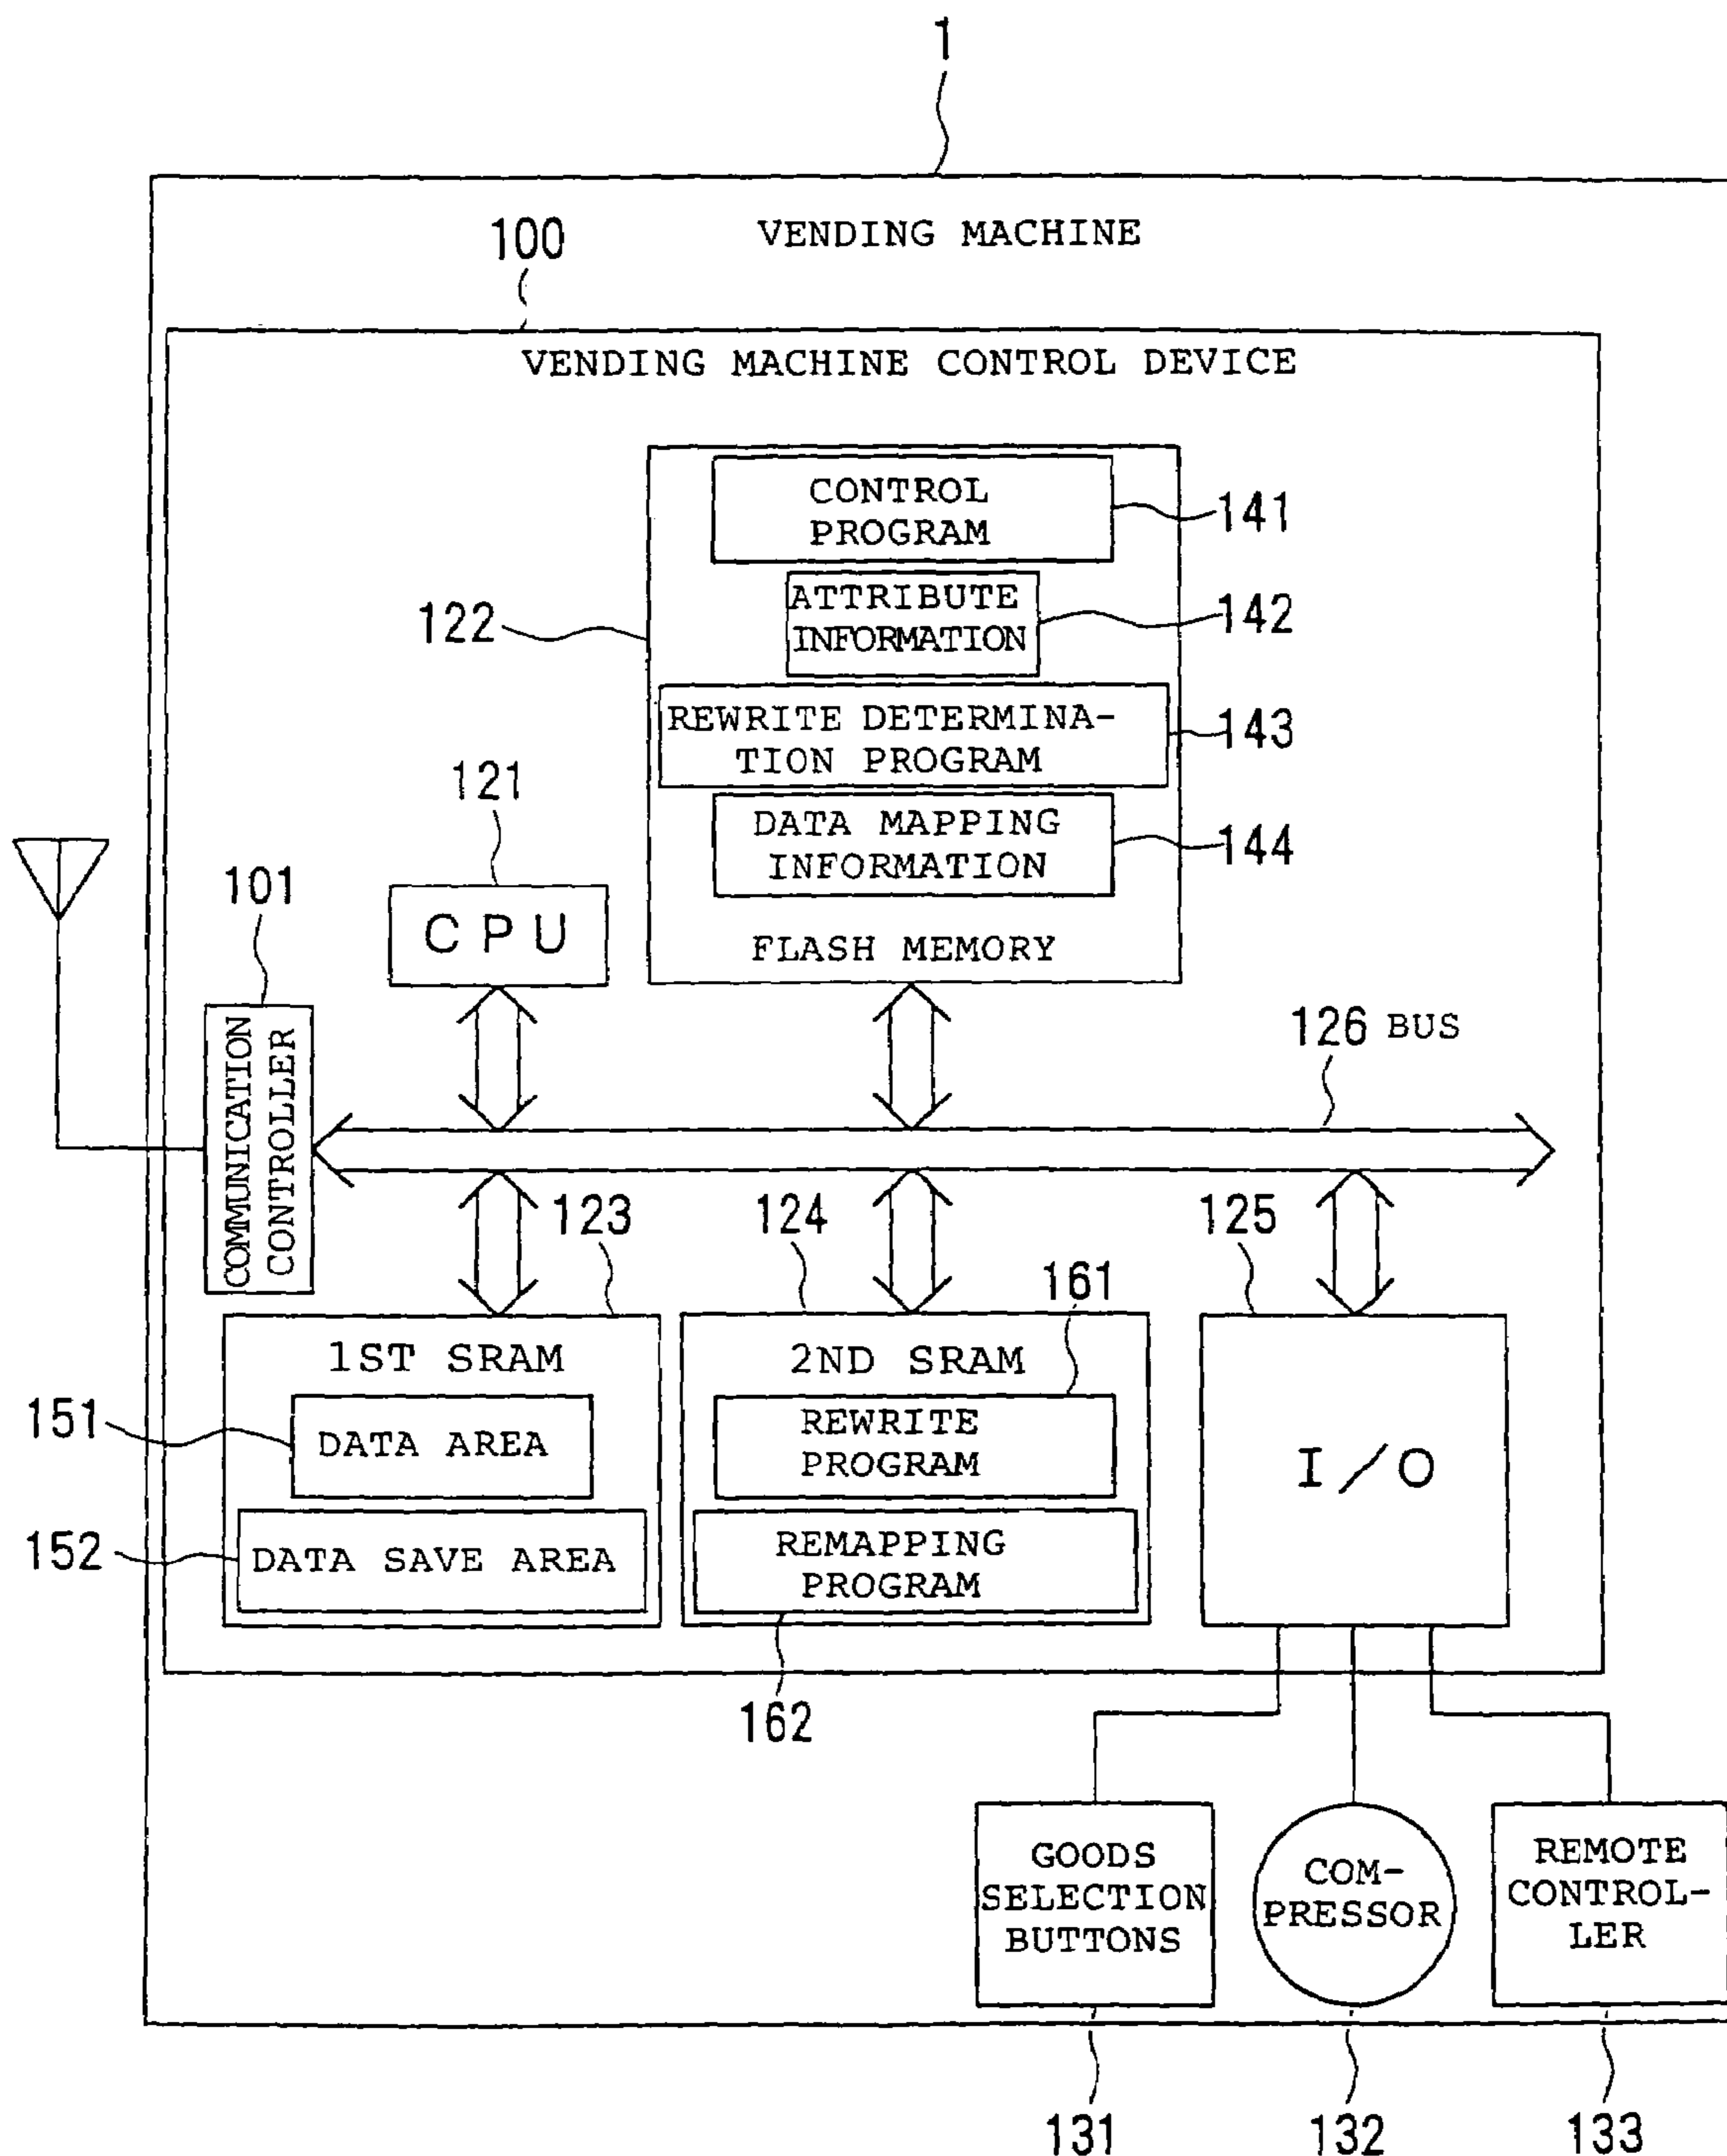 1
VENDING MACHINE
100
VENDING MACHINE CONTROL DEVICE
CONTROL
PROGRAM
141
ATTRIBUTE
INFORMATION
142
122
REWRITE DETERMINA-
TION PROGRAM
143
DATA MAPPING
INFORMATION
144
FLASH MEMORY
121
CPU
101
COMMUNICATION
CONTROLLER
126 BUS
123
124
125
161
1ST SRAM
151
DATA AREA
152
DATA SAVE AREA
2ND SRAM
REWRITE
PROGRAM
REMAPPING
PROGRAM
162
I/O
GOODS
SELECTION
BUTTONS
COM-
PRESSOR
REMOTE
CONTROL-
LER
131
132
133